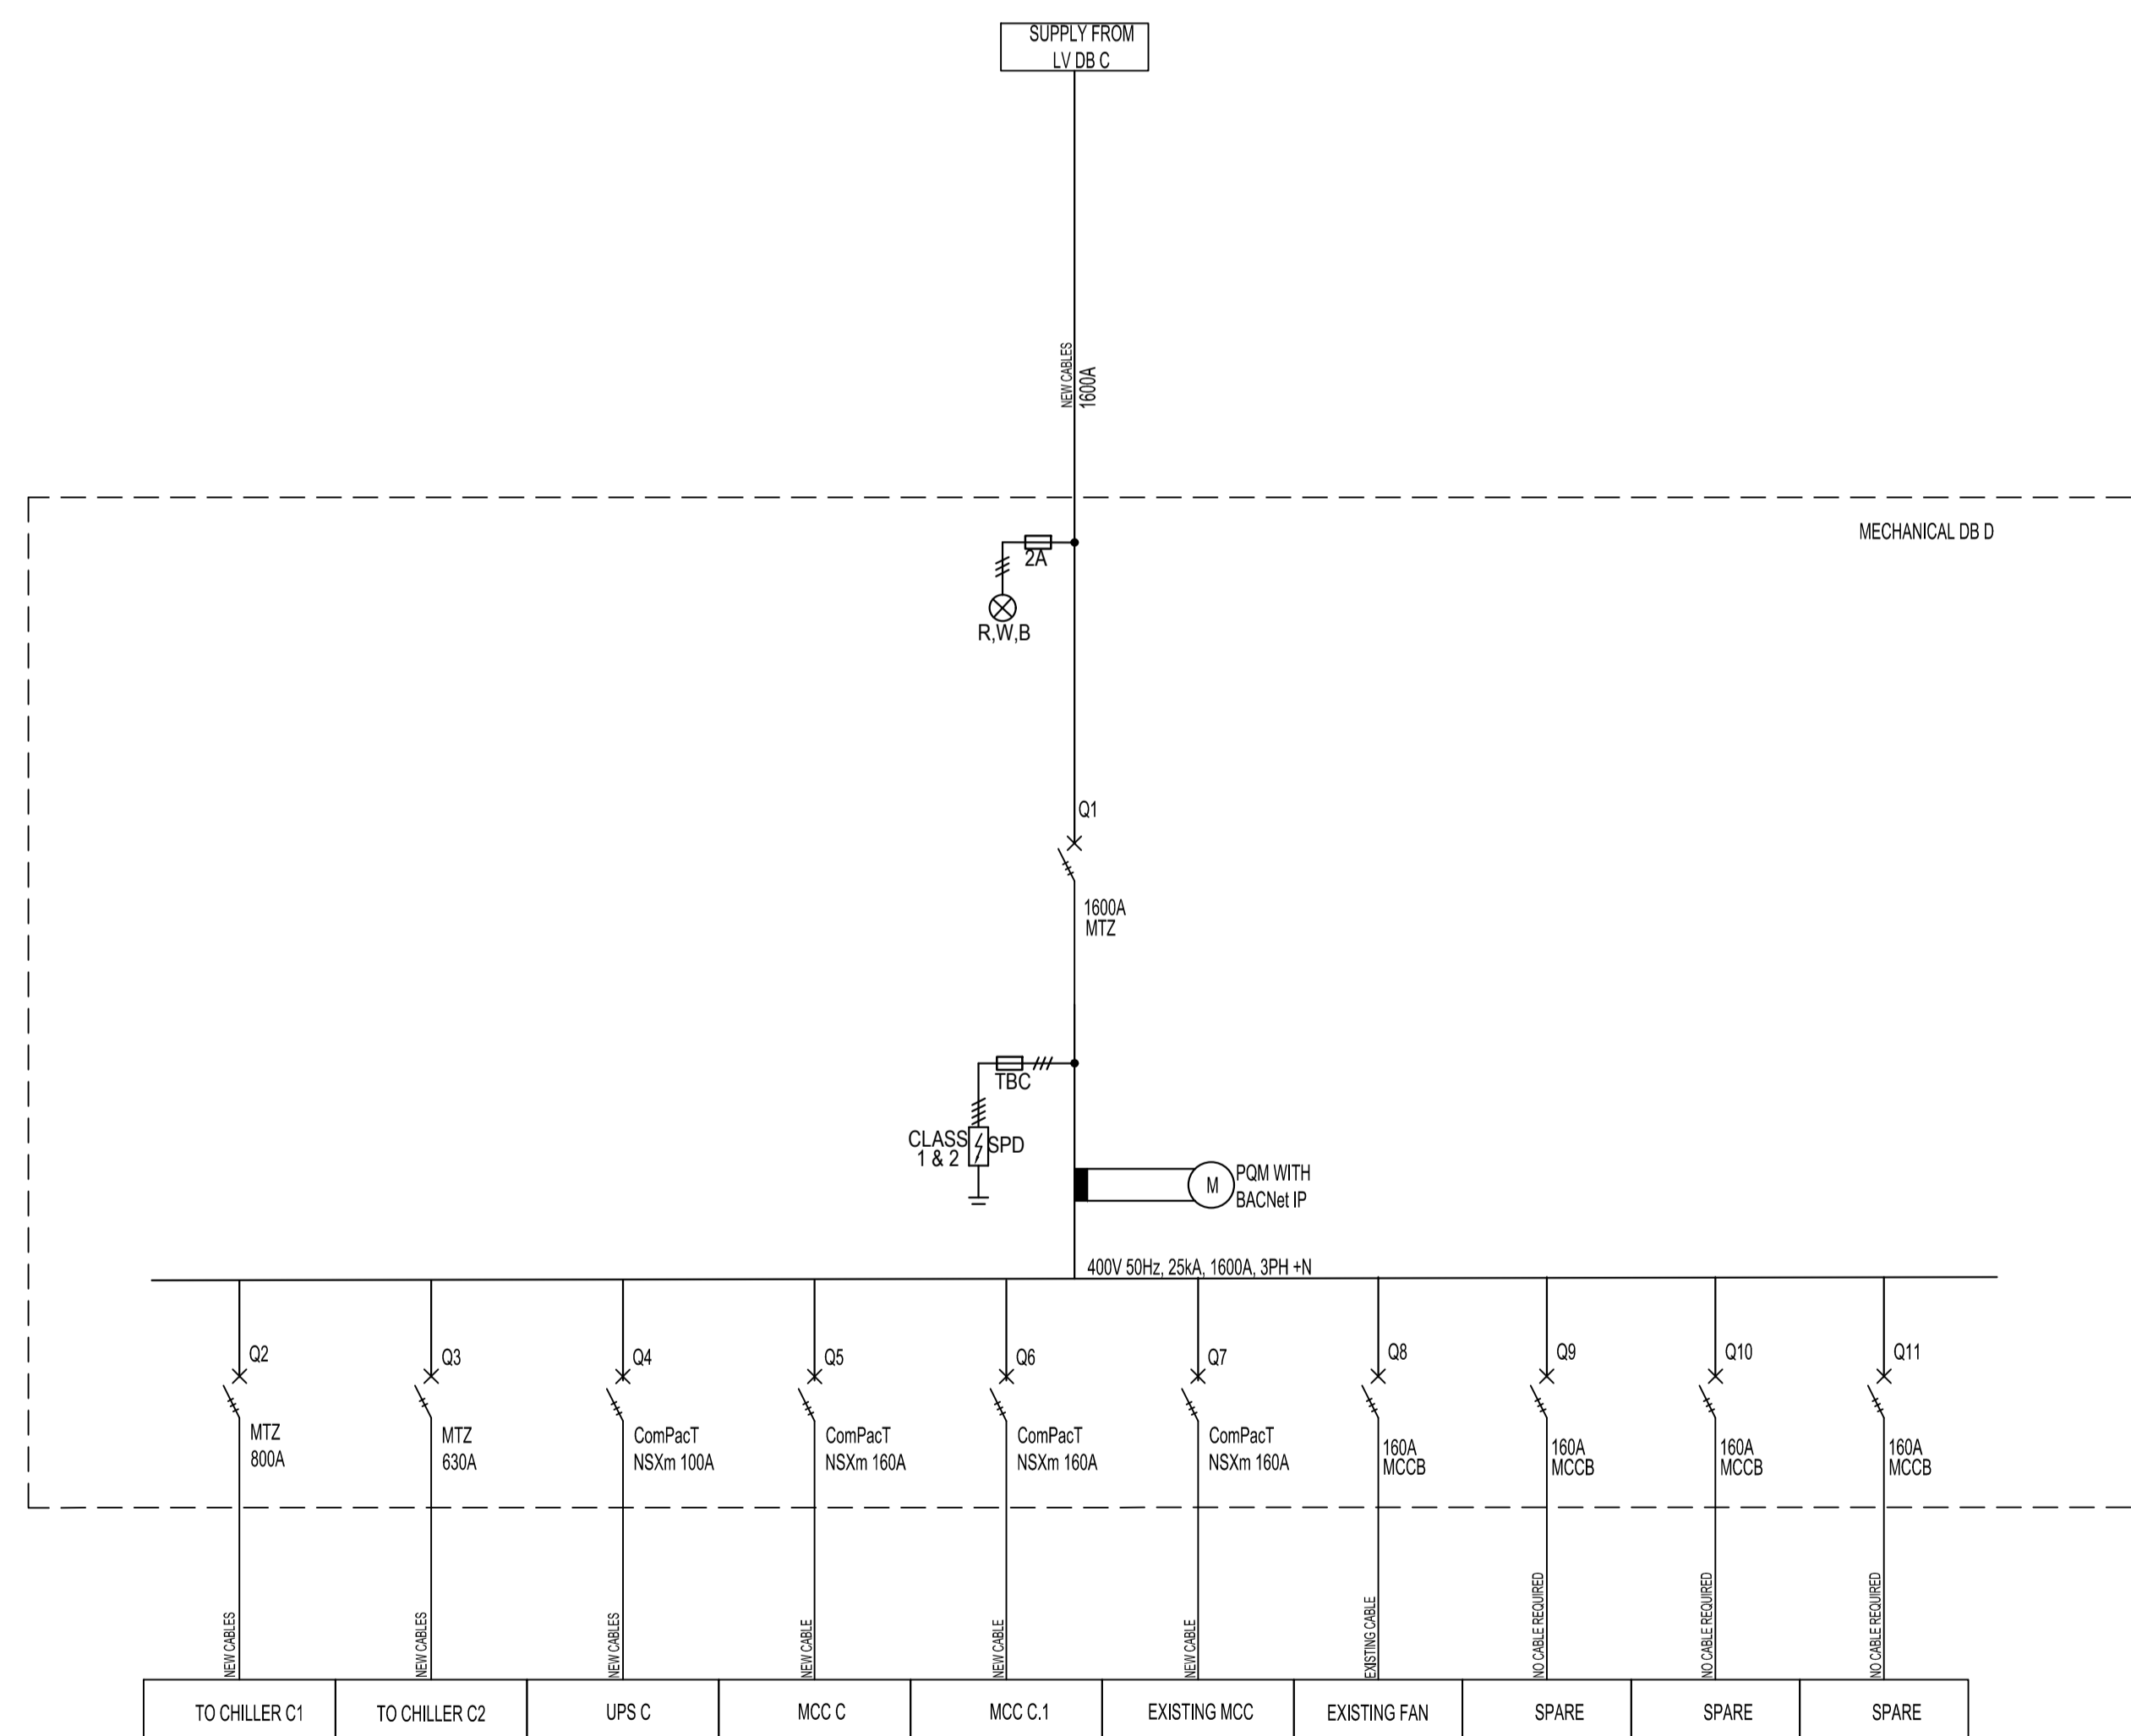 SUPPLY FROM
LV DB C
NEW CABLES
1600A
MECHANICAL DB D
2A
R,W,B
Q1
1600A
MTZ
TBC
CLASS
1 & 2
SPD
M
PQM WITH
BACNet IP
400V 50Hz, 25kA, 1600A, 3PH +N
Q2
MTZ
800A
Q3
MTZ
630A
Q4
ComPacT
NSXm 100A
Q5
ComPacT
NSXm 160A
Q6
ComPacT
NSXm 160A
Q7
ComPacT
NSXm 160A
Q8
160A
MCCB
Q9
160A
MCCB
Q10
160A
MCCB
Q11
160A
MCCB
NEW CABLES
NEW CABLES
NEW CABLES
NEW CABLE
NEW CABLE
NEW CABLE
EXISTING CABLE
NO CABLE REQUIRED
NO CABLE REQUIRED
NO CABLE REQUIRED
TO CHILLER C1
TO CHILLER C2
UPS C
MCC C
MCC C.1
EXISTING MCC
EXISTING FAN
SPARE
SPARE
SPARE